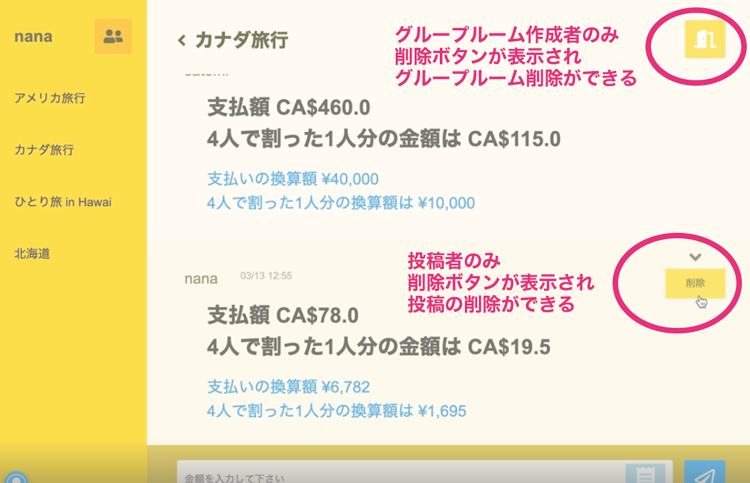 nana
アメリカ旅行
カナダ旅行
ひとり旅 in Hawai
北海道
カナダ旅行
グループルーム作成者のみ
削除ボタンが表示され
グループルーム削除ができる
支払額 CA$460.0
4人で割った1人分の金額は CA$115.0
支払いの換算額 ¥40,000
4人で割った1人分の換算額は ¥10,000
nana 03/13 12:55
投稿者のみ
削除ボタンが表示され
投稿の削除ができる
削除
支払額 CA$78.0
4人で割った1人分の金額は CA$19.5
支払いの換算額 ¥6,782
4人で割った1人分の換算額は ¥1,695
金額を入力して下さい